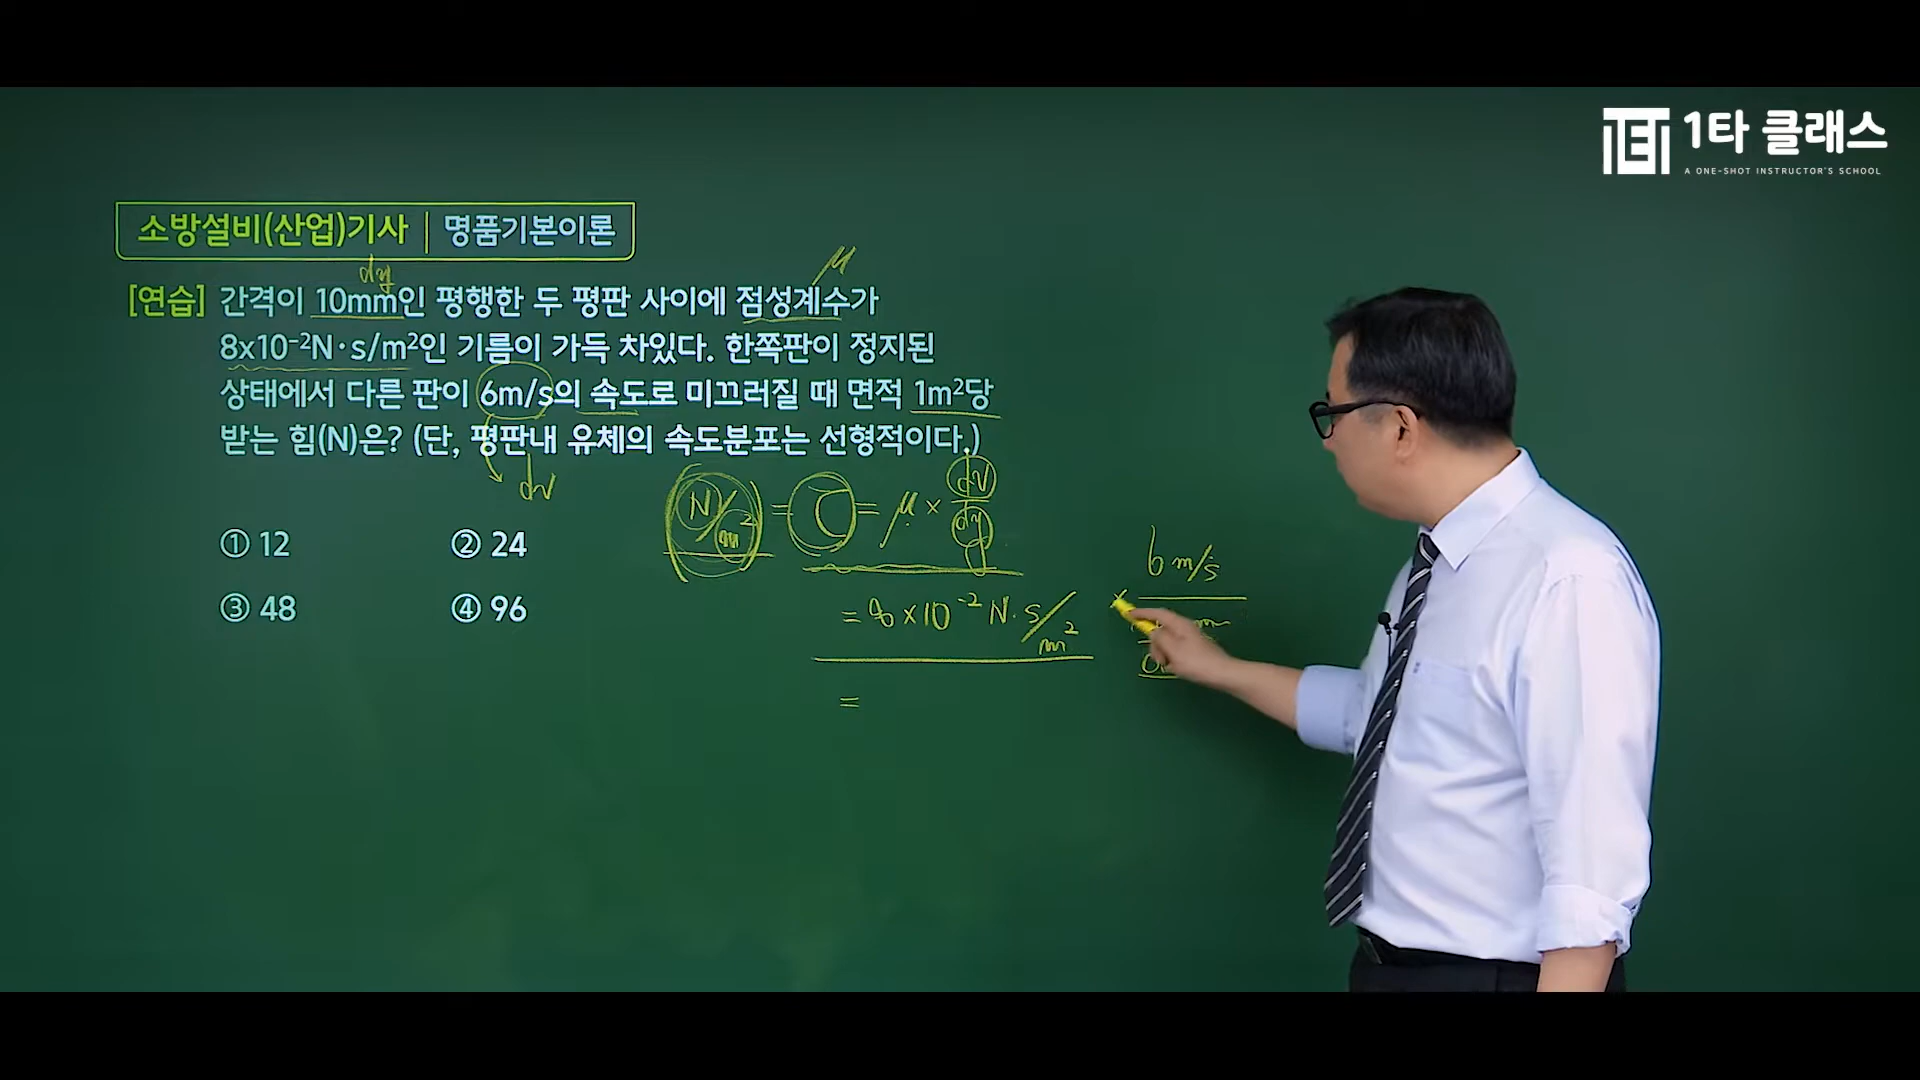 1타 클래스
A ONE-SHOT INSTRUCTOR'S SCHOOL
소방설비(산업)기사 | 명품기본이론
dy
μ
[연습] 간격이 10mm인 평행한 두 평판 사이에 점성계수가
8x10⁻²N·s/m²인 기름이 가득 차있다. 한쪽판이 정지된
상태에서 다른 판이 6m/s의 속도로 미끄러질 때 면적 1m²당
받는 힘(N)은? (단, 평판내 유체의 속도분포는 선형적이다.)
dv
N/m² = τ = μ × dv/dy
① 12 ② 24
③ 48 ④ 96
= 8×10⁻² N·s/m² × 6m/s
=